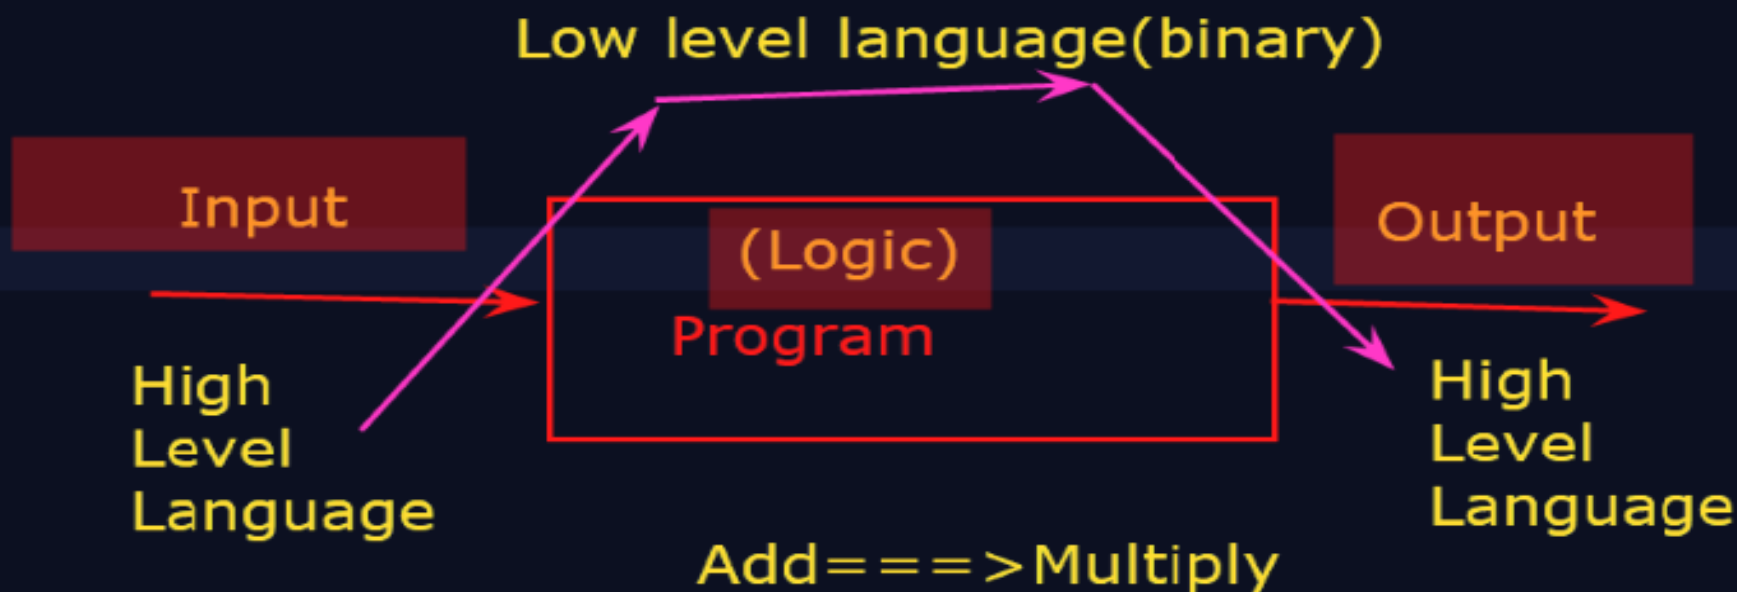 Low level language(binary)
Input
(Logic)
Output
Program
High
Level
Language
High
Level
Language
Add===>Multiply